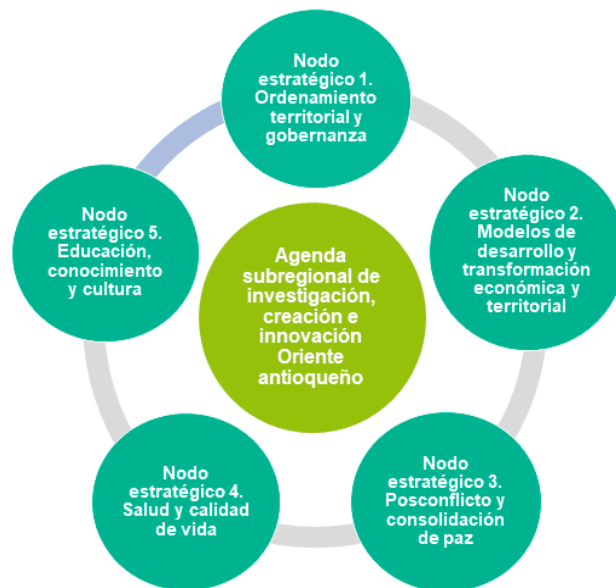 Nodo
estratégico 1.
Ordenamiento
territorial y
gobernanza
Nodo
estratégico 2.
Modelos de
desarrollo y
transformación
económica y
territorial
Nodo
estratégico 3.
Posconflicto y
consolidación
de paz
Nodo
estratégico 4.
Salud y calidad
de vida
Nodo
estratégico 5.
Educación,
conocimiento
y cultura
Agenda
subregional de
investigación,
creación e
innovación
Oriente
antioqueño